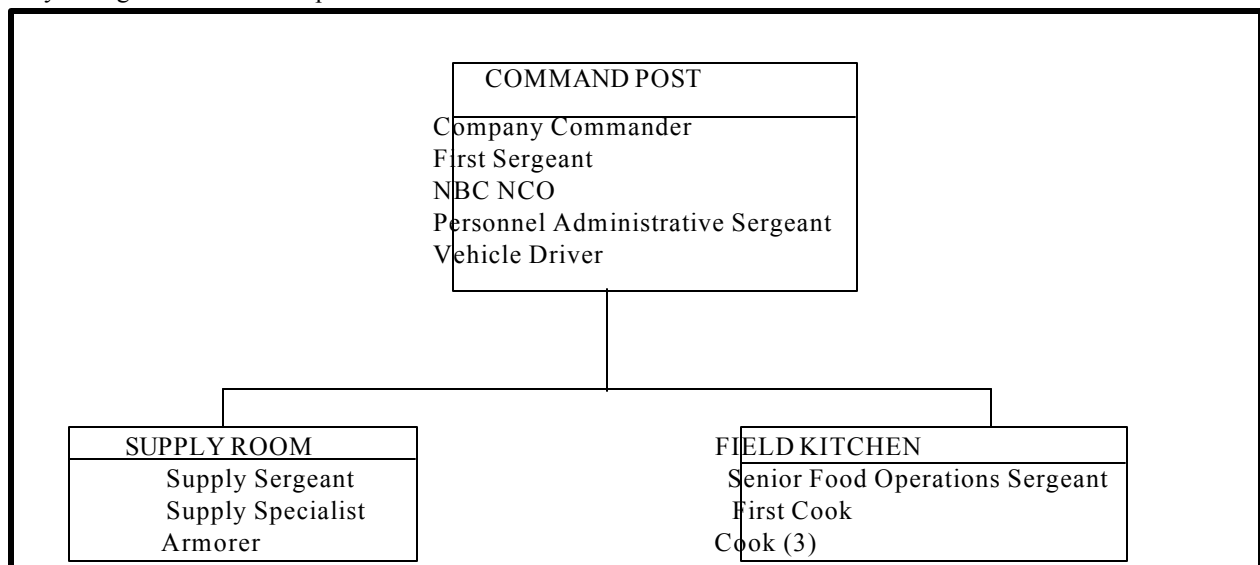 COMMAND POST
Company Commander
First Sergeant
NBC NCO
Personnel Administrative Sergeant
Vehicle Driver
SUPPLY ROOM
Supply Sergeant
Supply Specialist
Armorer
FIELD KITCHEN
Senior Food Operations Sergeant
First Cook
Cook (3)